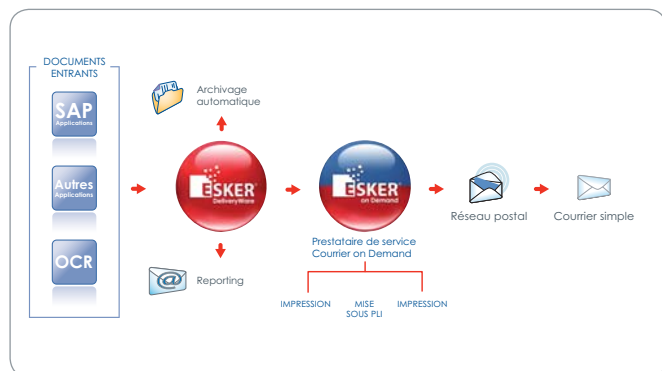 DOCUMENTS
ENTRANTS
SAP
Applications
Autres
Applications
OCR
Archivage
automatique
ESKER®
DeliveryWare
Reporting
ESKER®
on Demand
Prestataire de service
Courrier on Demand
IMPRESSION
MISE
SOUS PLI
IMPRESSION
Réseau postal
Courrier simple